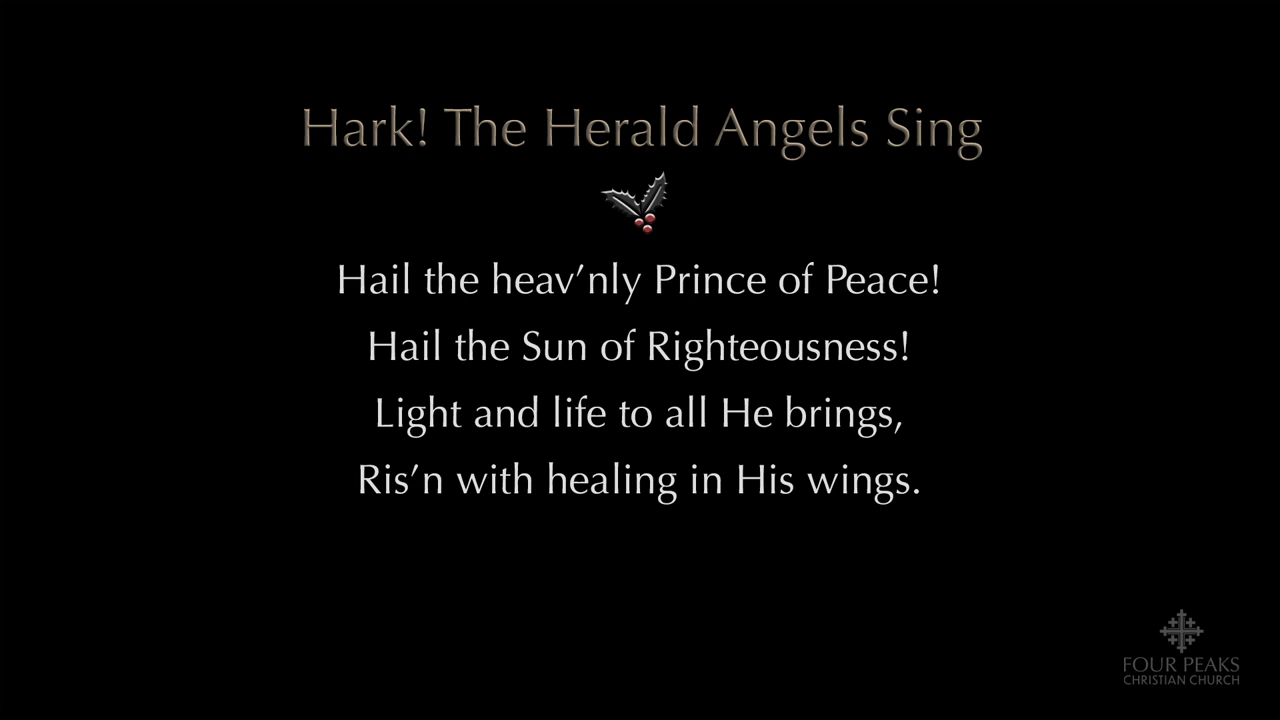 Hark! The Herald Angels Sing
Hail the heav’nly Prince of Peace!
Hail the Sun of Righteousness!
Light and life to all He brings,
Ris’n with healing in His wings.
FOUR PEAKS
CHRISTIAN CHURCH